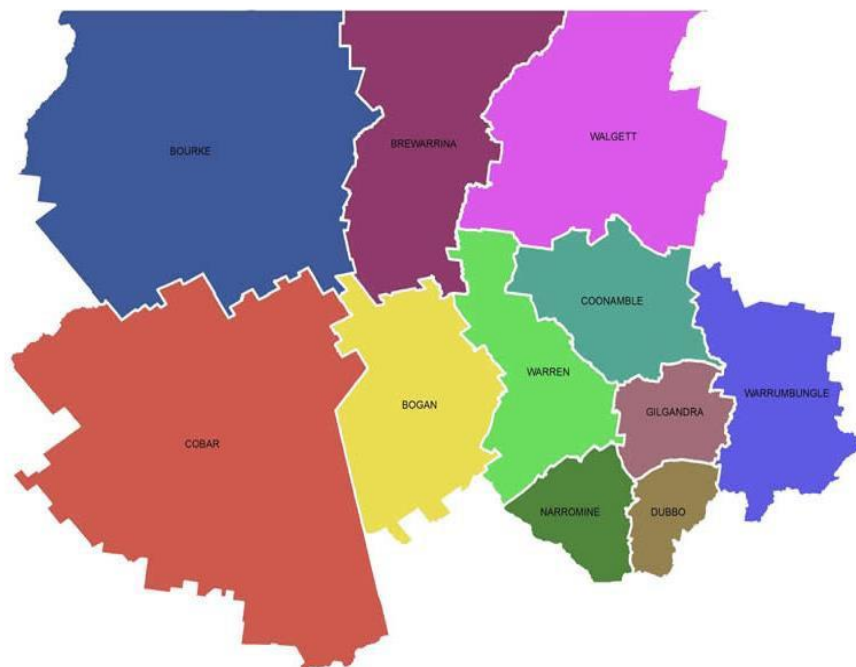 BOURKE
BREWARRINA
WALGETT
COONAMBLE
WARREN
WARRUMBUNGLE
BOGAN
GILGANDRA
COBAR
NARROMINE
DUBBO